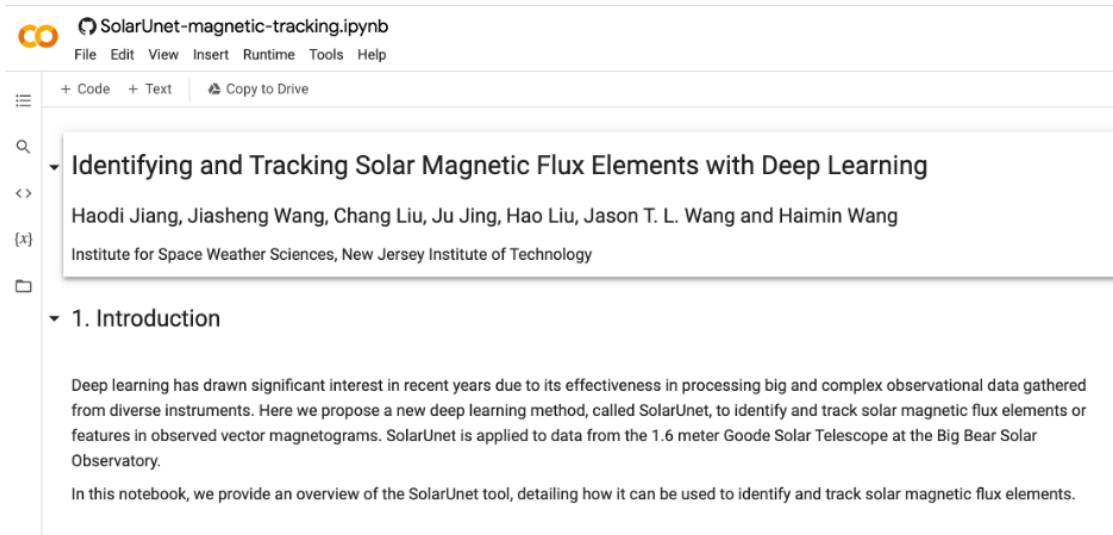 SolarUnet-magnetic-tracking.ipynb
File Edit View Insert Runtime Tools Help
+ Code + Text Copy to Drive
Identifying and Tracking Solar Magnetic Flux Elements with Deep Learning
Haodi Jiang, Jiasheng Wang, Chang Liu, Ju Jing, Hao Liu, Jason T. L. Wang and Haimin Wang
Institute for Space Weather Sciences, New Jersey Institute of Technology
{x}
1. Introduction
Deep learning has drawn significant interest in recent years due to its effectiveness in processing big and complex observational data gathered
from diverse instruments. Here we propose a new deep learning method, called SolarUnet, to identify and track solar magnetic flux elements or
features in observed vector magnetograms. SolarUnet is applied to data from the 1.6 meter Goode Solar Telescope at the Big Bear Solar
Observatory.
In this notebook, we provide an overview of the SolarUnet tool, detailing how it can be used to identify and track solar magnetic flux elements.